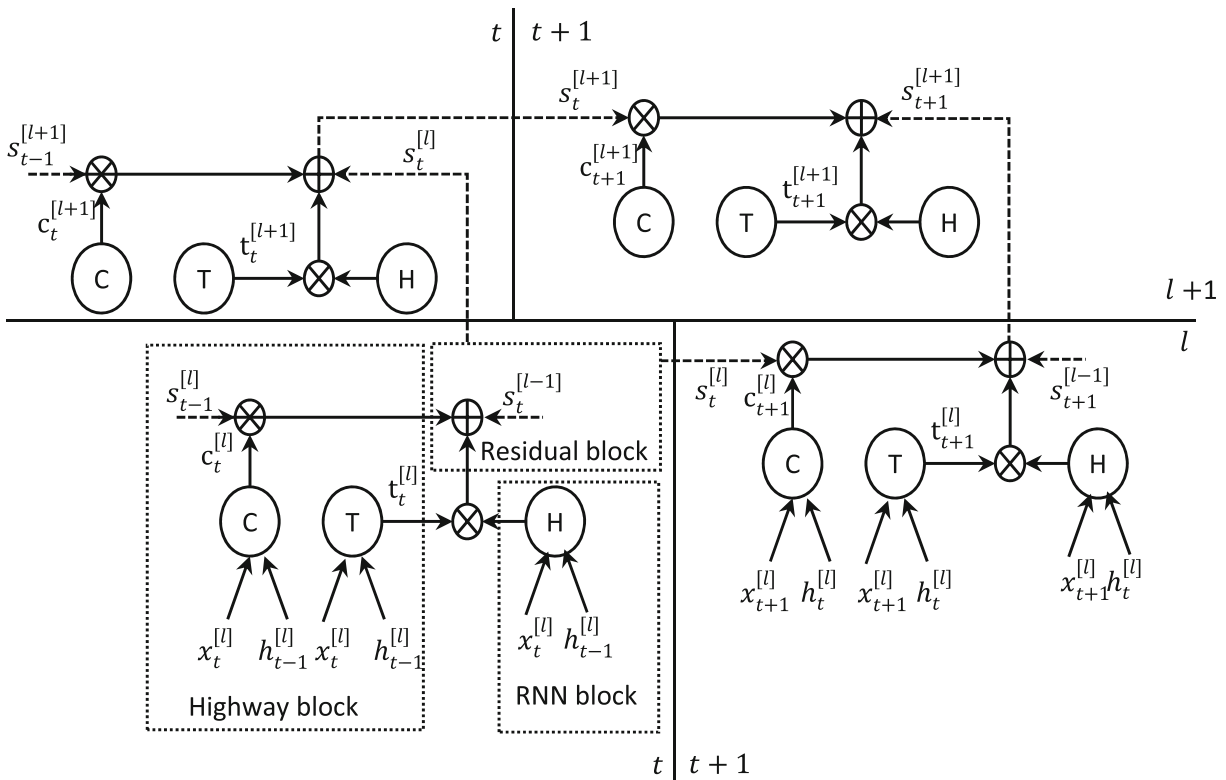 t t + 1
s_{t-1}^{[l+1]}
c_t^{[l+1]}
C
T
t_t^{[l+1]}
H
s_t^{[l]}
s_t^{[l+1]}
c_{t+1}^{[l+1]}
C
T
t_{t+1}^{[l+1]}
H
s_{t+1}^{[l+1]}
l + 1
l
s_{t-1}^{[l]}
c_t^{[l]}
C
T
t_t^{[l]}
s_t^{[l-1]}
Residual block
H
x_t^{[l]} h_{t-1}^{[l]} x_t^{[l]} h_{t-1}^{[l]}
Highway block
x_t^{[l]} h_{t-1}^{[l]}
RNN block
s_t^{[l]}
c_{t+1}^{[l]}
C
T
t_{t+1}^{[l]}
s_{t+1}^{[l-1]}
H
x_{t+1}^{[l]} h_t^{[l]} x_{t+1}^{[l]} h_t^{[l]} x_{t+1}^{[l]} h_t^{[l]}
t t + 1